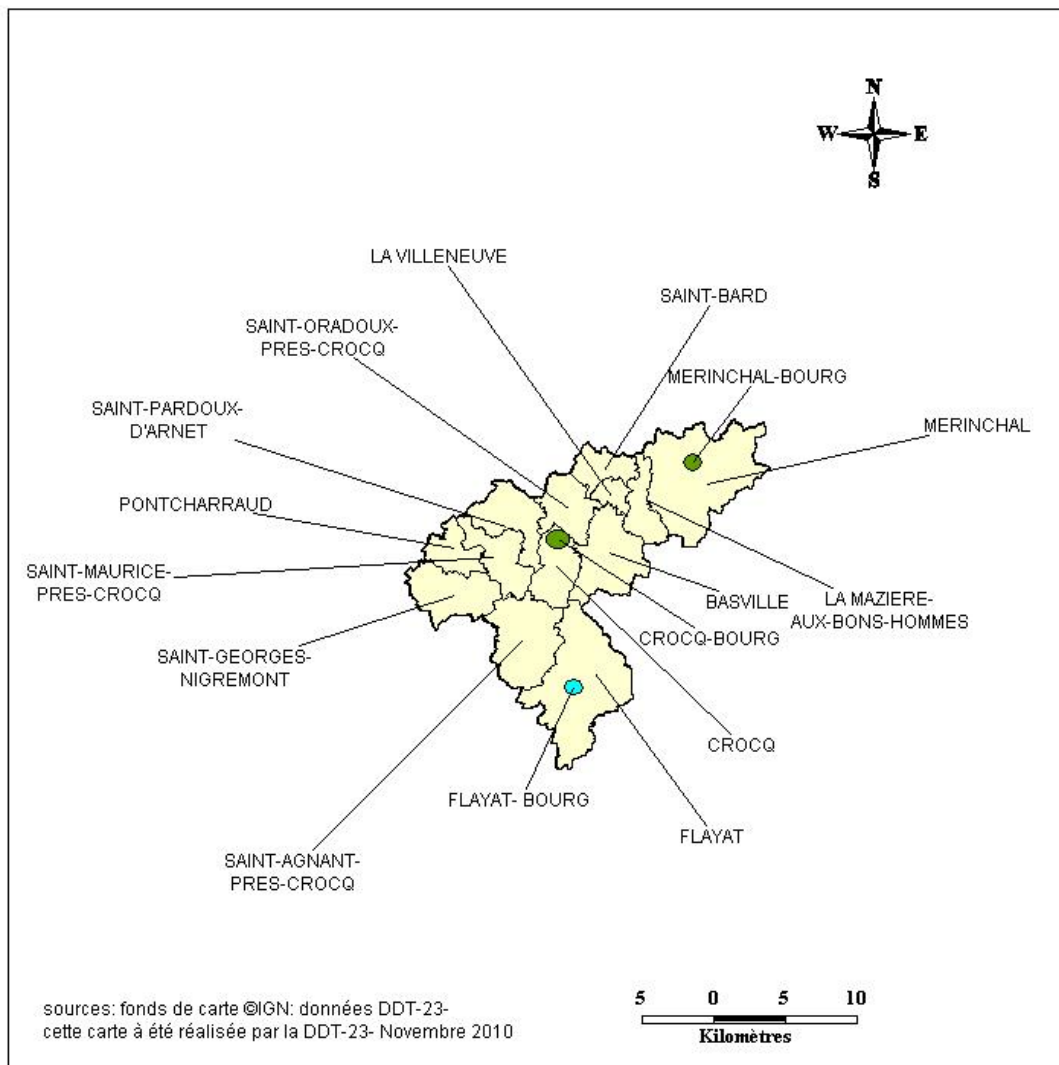 N
W E
S
LA VILLENEUVE
SAINT-BARD
SAINT-ORADOUX-
PRES-CROCQ
MERINCHAL-BOURG
SAINT-PARDOUX-
D'ARNET
MERINCHAL
PONTCHARRAUD
SAINT-MAURICE-
PRES-CROCQ
BASVILLE
LA MAZIERE-
AUX-BONS-HOMMES
CROCQ-BOURG
SAINT-GEORGES-
NIGREMONT
CROCQ
FLAYAT- BOURG
FLAYAT
SAINT-AGNANT-
PRES-CROCQ
sources: fonds de carte ©IGN: données DDT-23-
cette carte à été réalisée par la DDT-23- Novembre 2010
5 0 5 10
Kilomètres